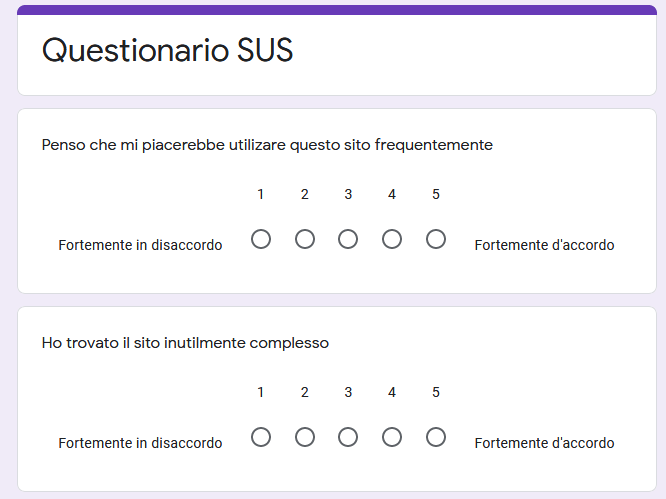 Questionario SUS
Penso che mi piacerebbe utilizzare questo sito frequentemente
1 2 3 4 5
Fortemente in disaccordo Fortemente d'accordo
Ho trovato il sito inutilmente complesso
1 2 3 4 5
Fortemente in disaccordo Fortemente d'accordo